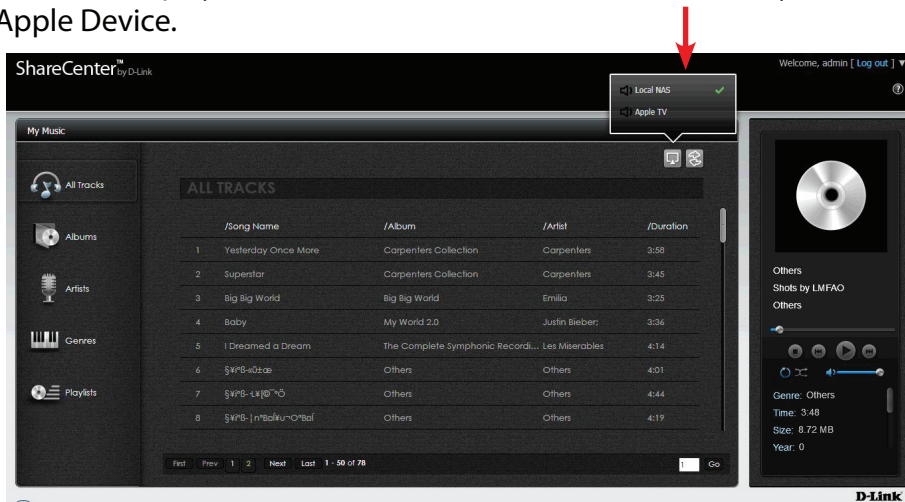 Apple Device.
ShareCenter™ by D-Link
Welcome, admin [ Log out ]
Local NAS
Apple TV
My Music
All Tracks
Albums
Artists
Genres
Playlists
ALL TRACKS
/Song Name /Album /Artist /Duration
1 Yesterday Once More Carpenters Collection Carpenters 3:58
2 Superstar Carpenters Collection Carpenters 3:45
3 Big Big World Big Big World Emilia 3:25
4 Baby My World 2.0 Justin Bieber; 3:36
5 I Dreamed a Dream The Complete Symphonic Recordi... Les Miserables 4:14
6 Others Others 4:01
7 Others Others 4:44
8 Others Others 4:19
First Prev 1 2 Next Last 1 - 50 of 78 1 Go
Others
Shots by LMFAO
Others
Genre: Others
Time: 3:48
Size: 8.72 MB
Year: 0
D-Link